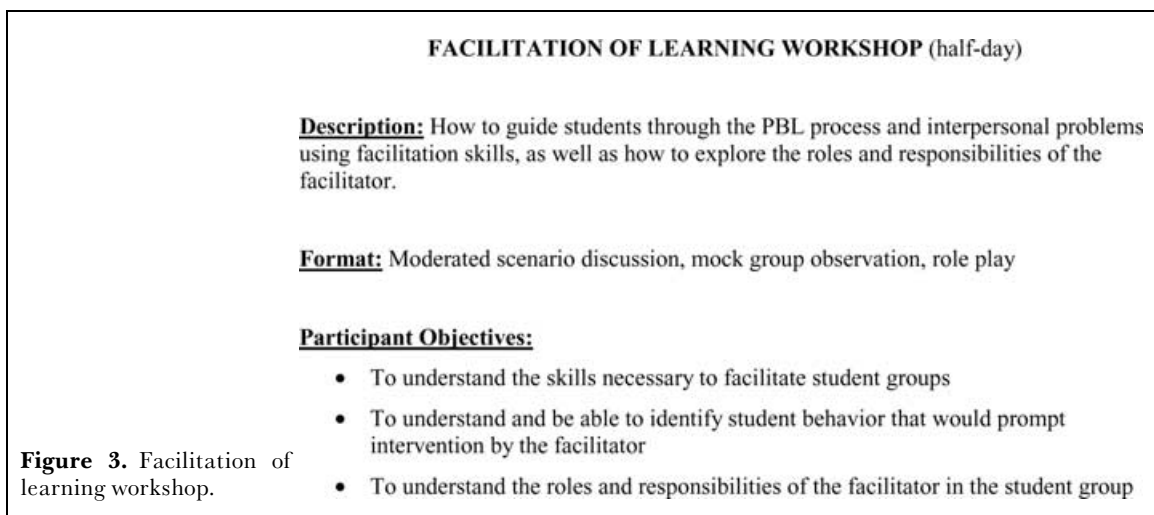 FACILITATION OF LEARNING WORKSHOP (half-day)
Description: How to guide students through the PBL process and interpersonal problems
using facilitation skills, as well as how to explore the roles and responsibilities of the
facilitator.
Format: Moderated scenario discussion, mock group observation, role play
Participant Objectives:
• To understand the skills necessary to facilitate student groups
• To understand and be able to identify student behavior that would prompt
intervention by the facilitator
• To understand the roles and responsibilities of the facilitator in the student group
Figure 3. Facilitation of
learning workshop.